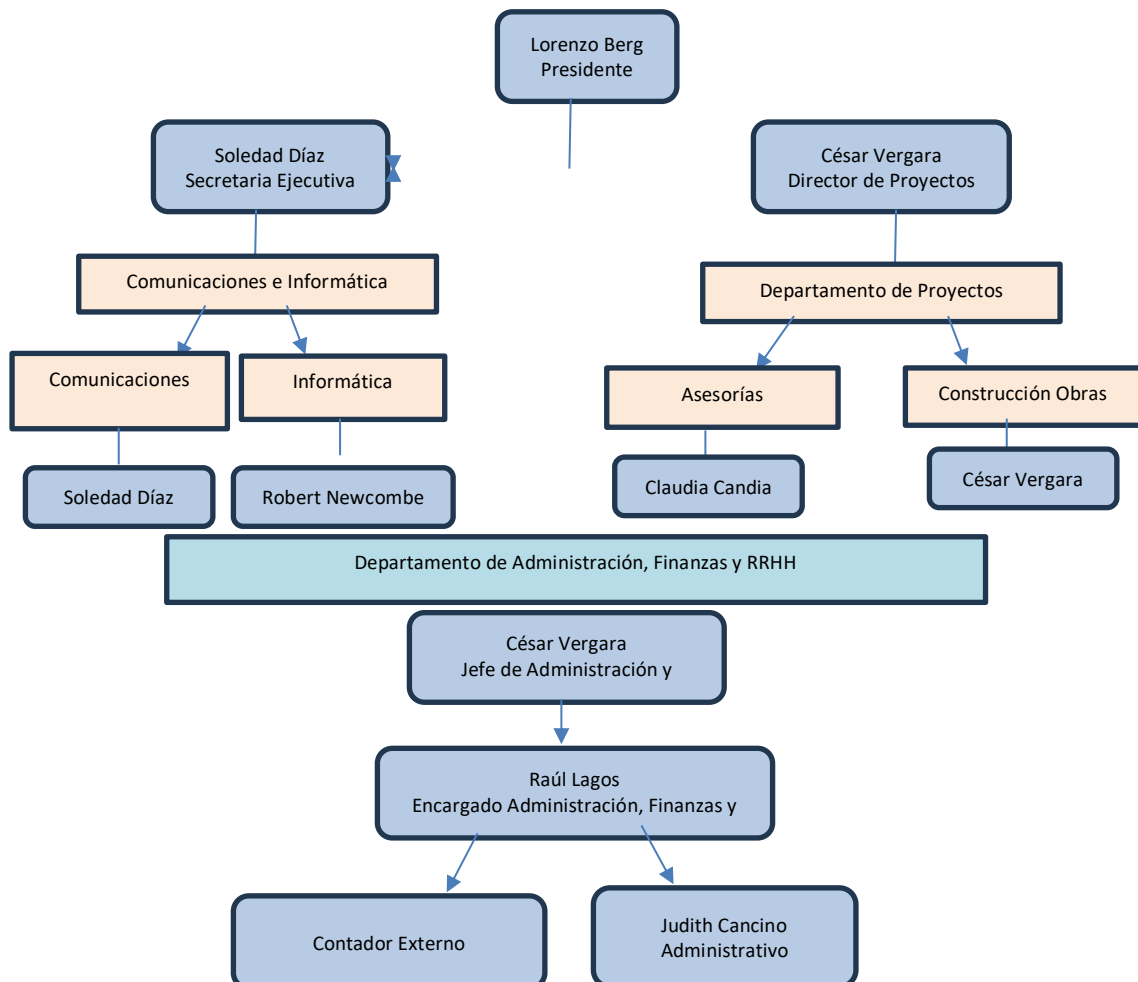 Lorenzo Berg
Presidente
Soledad Díaz
Secretaria Ejecutiva
César Vergara
Director de Proyectos
Comunicaciones e Informática
Departamento de Proyectos
Comunicaciones
Informática
Asesorías
Construcción Obras
Soledad Díaz
Robert Newcombe
Claudia Candia
César Vergara
Departamento de Administración, Finanzas y RRHH
César Vergara
Jefe de Administración y
Raúl Lagos
Encargado Administración, Finanzas y
Contador Externo
Judith Cancino
Administrativo